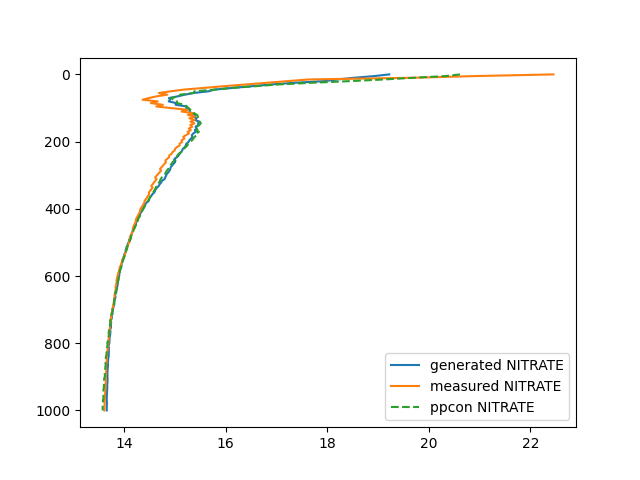 0
200
400
600
800
1000
14 16 18 20 22
generated NITRATE
measured NITRATE
ppcon NITRATE